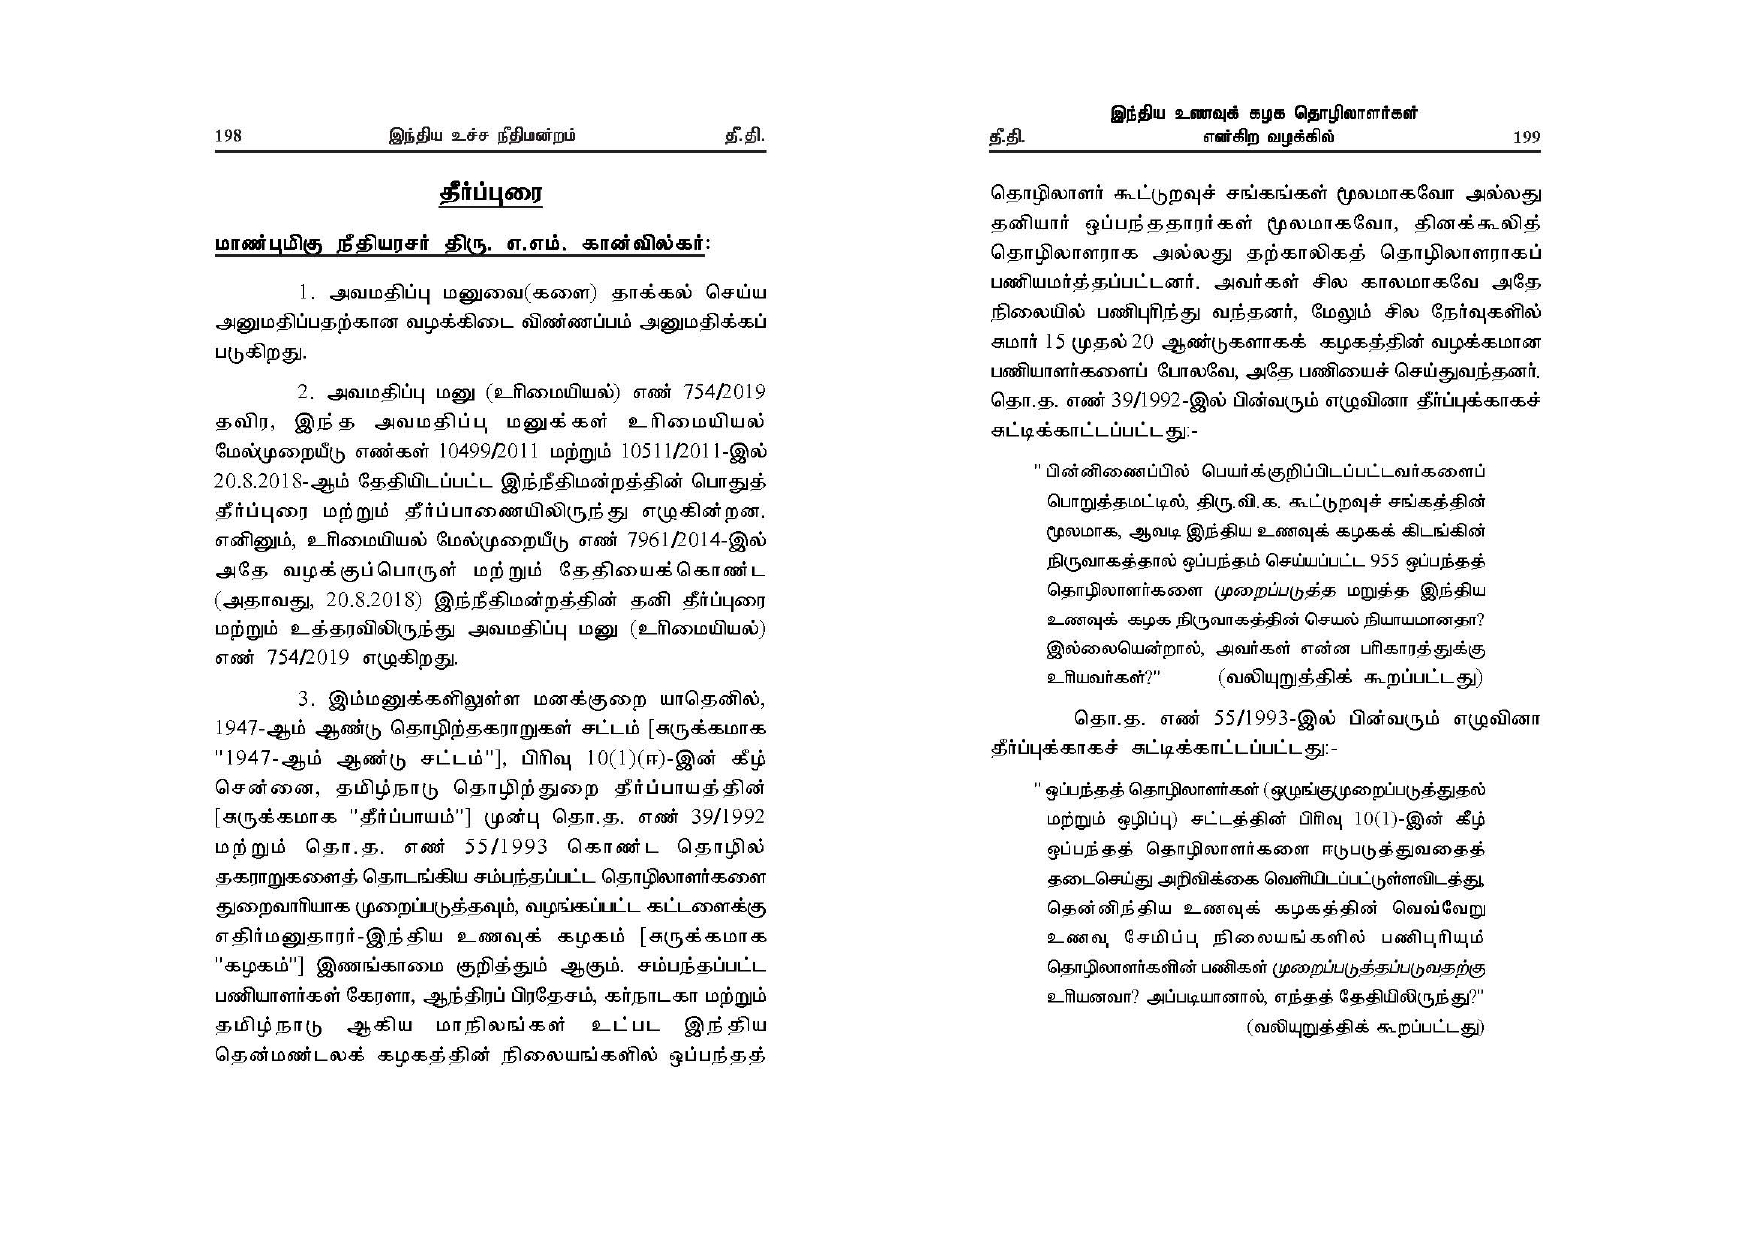 198 இந்திய உச்ச நீதிமன்றம் தீ.தி.
தீர்ப்புரை
மாண்புமிகு நீதியரசர் திரு. எ.எம். கான்வில்கர்:
1. அவமதிப்பு மனுவை(களை) தாக்கல் செய்ய
அனுமதிப்பதற்கான வழக்கிடை விண்ணப்பம் அனுமதிக்கப்
படுகிறது.
2. அவமதிப்பு மனு (உரிமையியல்) எண் 754/2019
தவிர, இந்த அவமதிப்பு மனுக்கள் உரிமையியல்
மேல்முறையீடு எண்கள் 10499/2011 மற்றும் 10511/2011-இல்
20.8.2018-ஆம் தேதியிடப்பட்ட இந்நீதிமன்றத்தின் பொதுத்
தீர்ப்புரை மற்றும் தீர்ப்பாணையிலிருந்து எழுகின்றன.
எனினும், உரிமையியல் மேல்முறையீடு எண் 7961/2014-இல்
அதே வழக்குப்பொருள் மற்றும் தேதியைக்கொண்ட
(அதாவது, 20.8.2018) இந்நீதிமன்றத்தின் தனி தீர்ப்புரை
மற்றும் உத்தரவிலிருந்து அவமதிப்பு மனு (உரிமையியல்)
எண் 754/2019 எழுகிறது.
3. இம்மனுக்களிலுள்ள மனக்குறை யாதெனில்,
1947-ஆம் ஆண்டு தொழிற்தகராறுகள் சட்டம் [சுருக்கமாக
"1947-ஆம் ஆண்டு சட்டம்"], பிரிவு 10(1)(ஈ)-இன் கீழ்
சென்னை, தமிழ்நாடு தொழிற்துறை தீர்ப்பாயத்தின்
[சுருக்கமாக "தீர்ப்பாயம்"] முன்பு தொ.த. எண் 39/1992
மற்றும் தொ.த. எண் 55/1993 கொண்ட தொழில்
தகராறுகளைத் தொடங்கிய சம்பந்தப்பட்ட தொழிலாளர்களை
துறைவாரியாக முறைப்படுத்தவும், வழங்கப்பட்ட கட்டளைக்கு
எதிர்மனுதாரர்-இந்திய உணவுக் கழகம் [சுருக்கமாக
"கழகம்"] இணங்காமை குறித்தும் ஆகும். சம்பந்தப்பட்ட
பணியாளர்கள் கேரளா, ஆந்திரப் பிரதேசம், கர்நாடகா மற்றும்
தமிழ்நாடு ஆகிய மாநிலங்கள் உட்பட இந்திய
தென்மண்டலக் கழகத்தின் நிலையங்களில் ஒப்பந்தத்
இந்திய உணவுக் கழக தொழிலாளர்கள்
தீ.தி. என்கிற வழக்கில் 199
தொழிலாளர் கூட்டுறவுச் சங்கங்கள் மூலமாகவோ அல்லது
தனியார் ஒப்பந்ததாரர்கள் மூலமாகவோ, தினக்கூலித்
தொழிலாளராக அல்லது தற்காலிகத் தொழிலாளராகப்
பணியமர்த்தப்பட்டனர். அவர்கள் சில காலமாகவே அதே
நிலையில் பணிபுரிந்து வந்தனர், மேலும் சில நேர்வுகளில்
சுமார் 15 முதல் 20 ஆண்டுகளாகக் கழகத்தின் வழக்கமான
பணியாளர்களைப் போலவே, அதே பணியைச் செய்துவந்தனர்.
தொ.த. எண் 39/1992-இல் பின்வரும் எழுவினா தீர்ப்புக்காகச்
சுட்டிக்காட்டப்பட்டது:-
"பின்னிணைப்பில் பெயர்க்குறிப்பிடப்பட்டவர்களைப்
பொறுத்தமட்டில், திரு.வி.க. கூட்டுறவுச் சங்கத்தின்
மூலமாக, ஆவடி இந்திய உணவுக் கழகக் கிடங்கின்
நிருவாகத்தால் ஒப்பந்தம் செய்யப்பட்ட 955 ஒப்பந்தத்
தொழிலாளர்களை முறைப்படுத்த மறுத்த இந்திய
உணவுக் கழக நிருவாகத்தின் செயல் நியாயமானதா?
இல்லையென்றால், அவர்கள் என்ன பரிகாரத்துக்கு
உரியவர்கள்?" (வலியுறுத்திக் கூறப்பட்டது)
தொ.த. எண் 55/1993-இல் பின்வரும் எழுவினா
தீர்ப்புக்காகச் சுட்டிக்காட்டப்பட்டது:-
"ஒப்பந்தத் தொழிலாளர்கள் (ஒழுங்குமுறைப்படுத்துதல்
மற்றும் ஒழிப்பு) சட்டத்தின் பிரிவு 10(1)-இன் கீழ்
ஒப்பந்தத் தொழிலாளர்களை ஈடுபடுத்துவதைத்
தடைசெய்து அறிவிக்கை வெளியிடப்பட்டுள்ளவிடத்து,
தென்னிந்திய உணவுக் கழகத்தின் வெவ்வேறு
உணவு சேமிப்பு நிலையங்களில் பணிபுரியும்
தொழிலாளர்களின் பணிகள் முறைப்படுத்தப்படுவதற்கு
உரியனவா? அப்படியானால், எந்தத் தேதியிலிருந்து?"
(வலியுறுத்திக் கூறப்பட்டது)